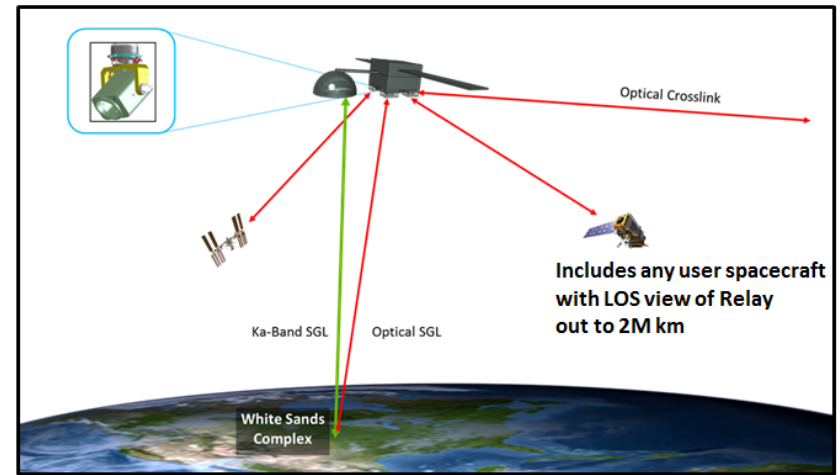 Optical Crosslink
Includes any user spacecraft
with LOS view of Relay
out to 2M km
Ka-Band SGL
Optical SGL
White Sands
Complex